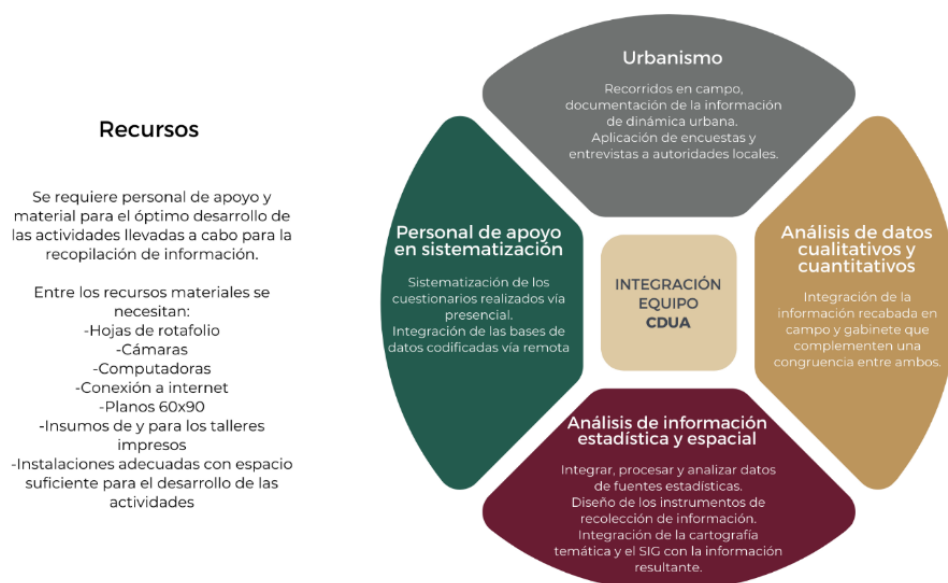 Recursos
Se requiere personal de apoyo y
material para el óptimo desarrollo de
las actividades llevadas a cabo para la
recopilación de información.
Entre los recursos materiales se
necesitan:
-Hojas de rotafolio
-Cámaras
-Computadoras
-Conexión a internet
-Planos 60x90
-Insumos de y para los talleres
impresos
-Instalaciones adecuadas con espacio
suficiente para el desarrollo de las
actividades
Urbanismo
Recorridos en campo,
documentación de la información
de dinámica urbana.
Aplicación de encuestas y
entrevistas a autoridades locales.
Personal de apoyo
en sistematización
Sistematización de los
cuestionarios realizados vía
presencial.
Integración de las bases de
datos codificadas vía remota
INTEGRACIÓN
EQUIPO
CDUA
Análisis de datos
cualitativos y
cuantitativos
Integración de la
información recabada en
campo y gabinete que
complementen una
congruencia entre ambos.
Análisis de información
estadística y espacial
Integrar, procesar y analizar datos
de fuentes estadísticas.
Diseño de los instrumentos de
recolección de información.
Integración de la cartografía
temática y el SIG con la información
resultante.